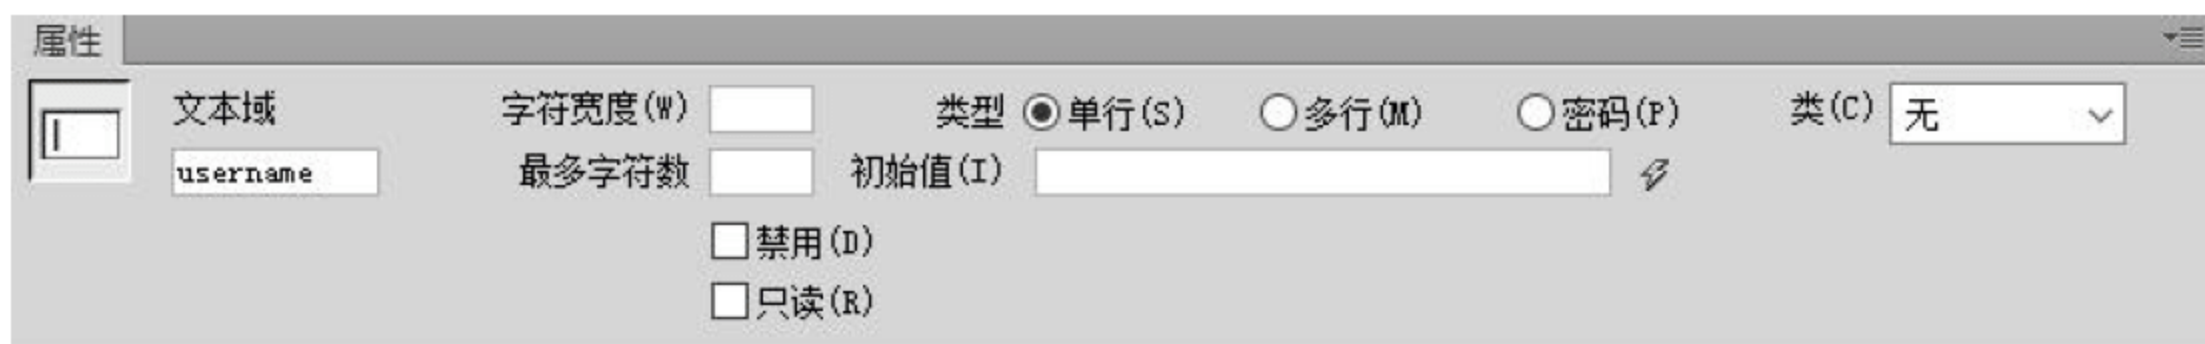 属性
文本域 字符宽度(W) 类型 单行(S) 多行(M) 密码(P) 类(C) 无
username 最多字符数 初始值(I)
禁用(D)
只读(R)